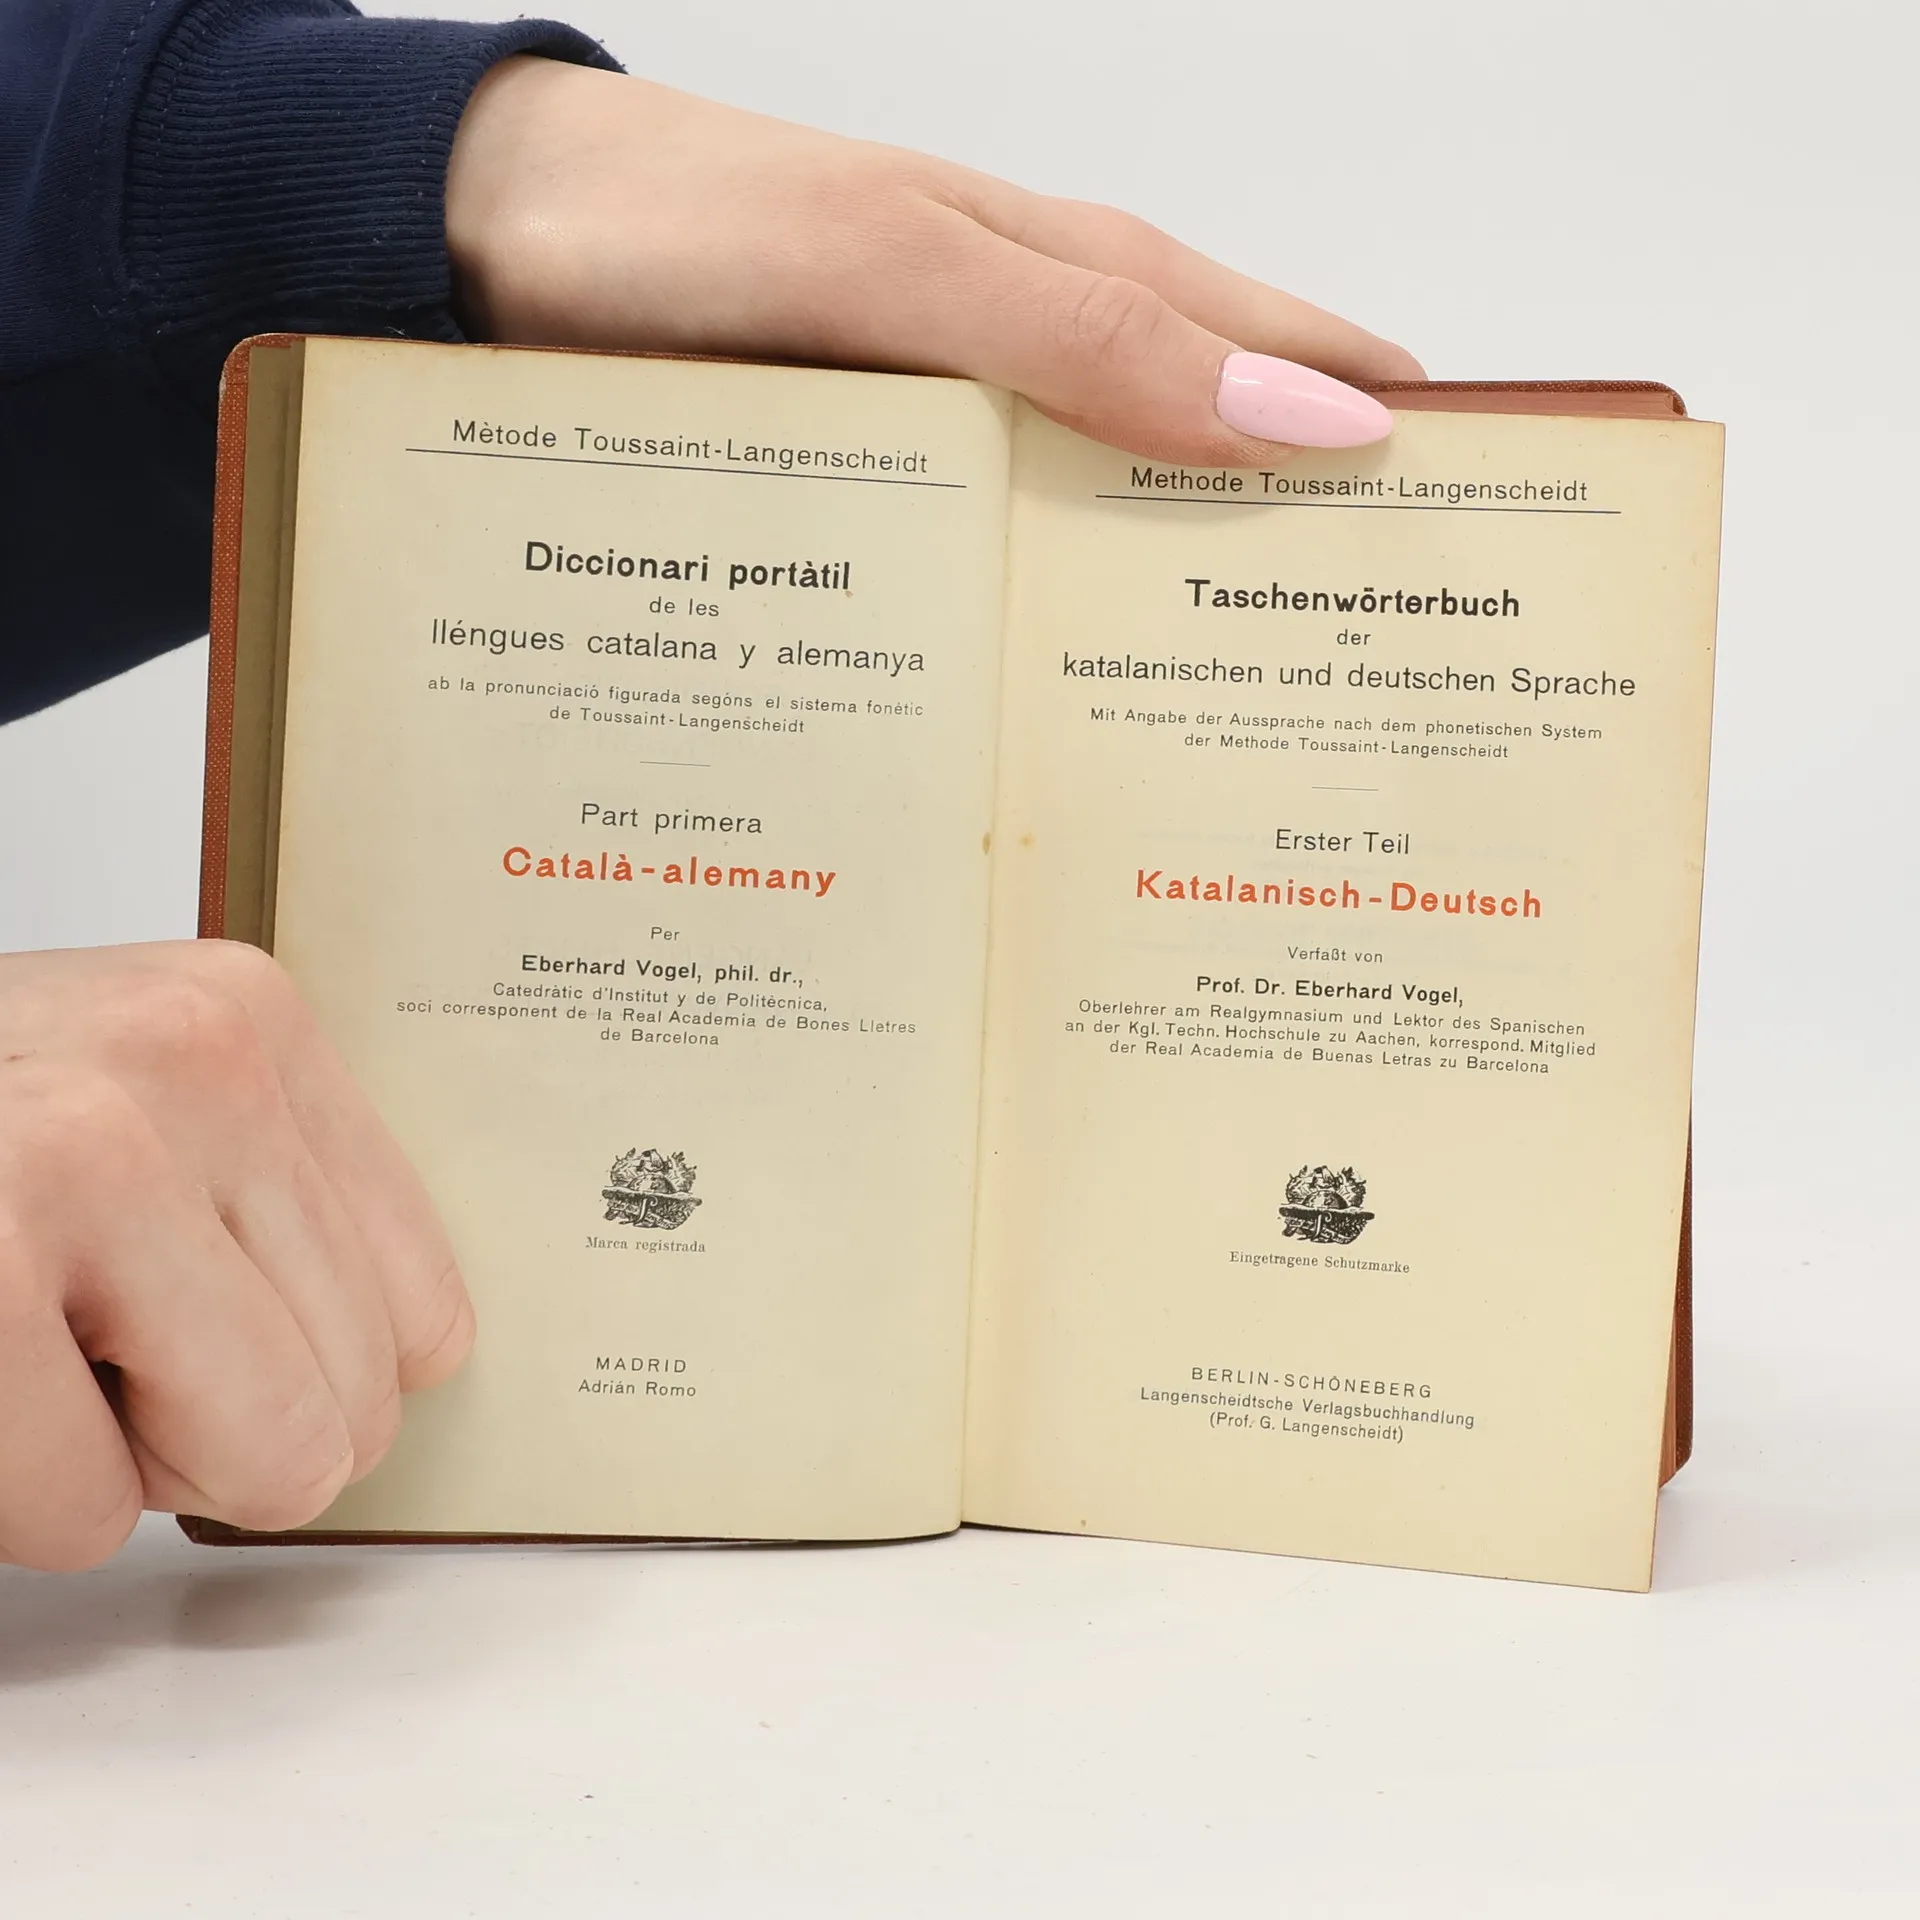 Mètode Toussaint-Langenscheidt
Diccionari portàtil
de les
lléngues catalana y alemanya
ab la pronunciació figurada segóns el sistema fonètic
de Toussaint-Langenscheidt
Part primera
Català-alemany
Per
Eberhard Vogel, phil. dr.,
Catedràtic d'Institut y de Politècnica,
soci corresponent de la Real Academia de Bones Lletres
de Barcelona
Marca registrada
MADRID
Adrián Romo
Methode Toussaint-Langenscheidt
Taschenwörterbuch
der
katalanischen und deutschen Sprache
Mit Angabe der Aussprache nach dem phonetischen System
der Methode Toussaint-Langenscheidt
Erster Teil
Katalanisch-Deutsch
Verfaßt von
Prof. Dr. Eberhard Vogel,
Oberlehrer am Realgymnasium und Lektor des Spanischen
an der Kgl. Techn. Hochschule zu Aachen, korrespond. Mitglied
der Real Academia de Buenas Letras zu Barcelona
Eingetragene Schutzmarke
BERLIN-SCHÖNEBERG
Langenscheidtsche Verlagsbuchhandlung
(Prof. G. Langenscheidt)